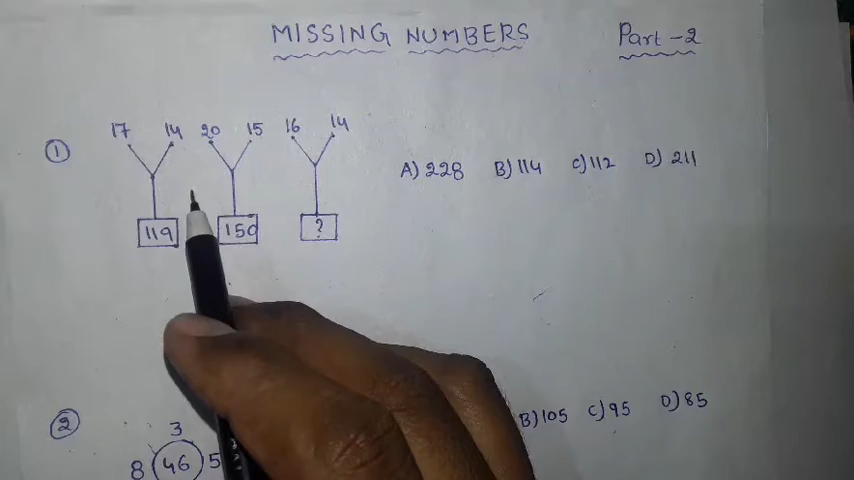 MISSING NUMBERS Part-2
① 17 14 20 15 16 14
A) 228 B) 114 C) 112 D) 211
119 150 ?
② B) 105 C) 95 D) 85
3
8 46 5